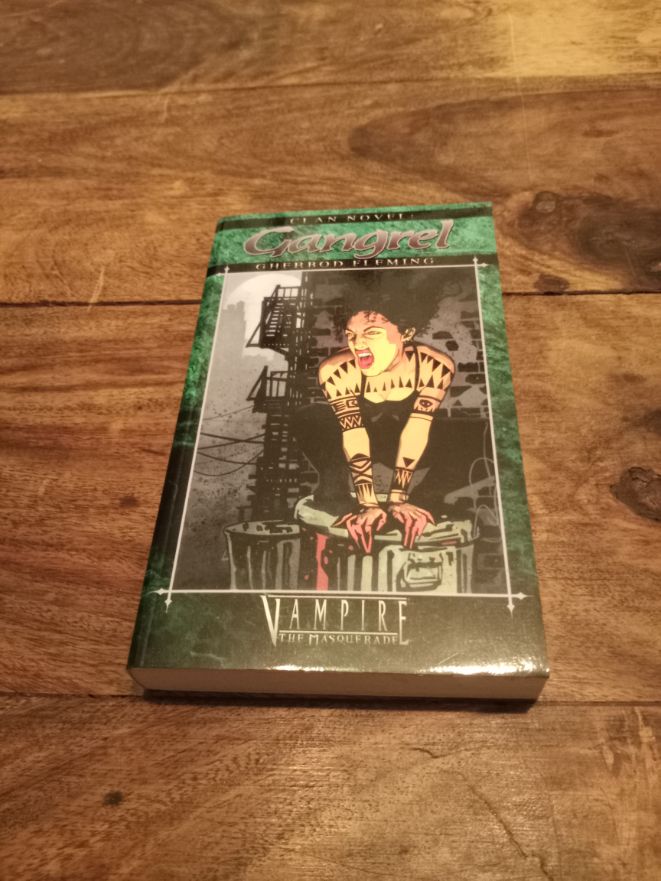 CLAN NOVEL:
Gangrel
GHERBOD FLEMING
VAMPIRE
THE MASQUERADE